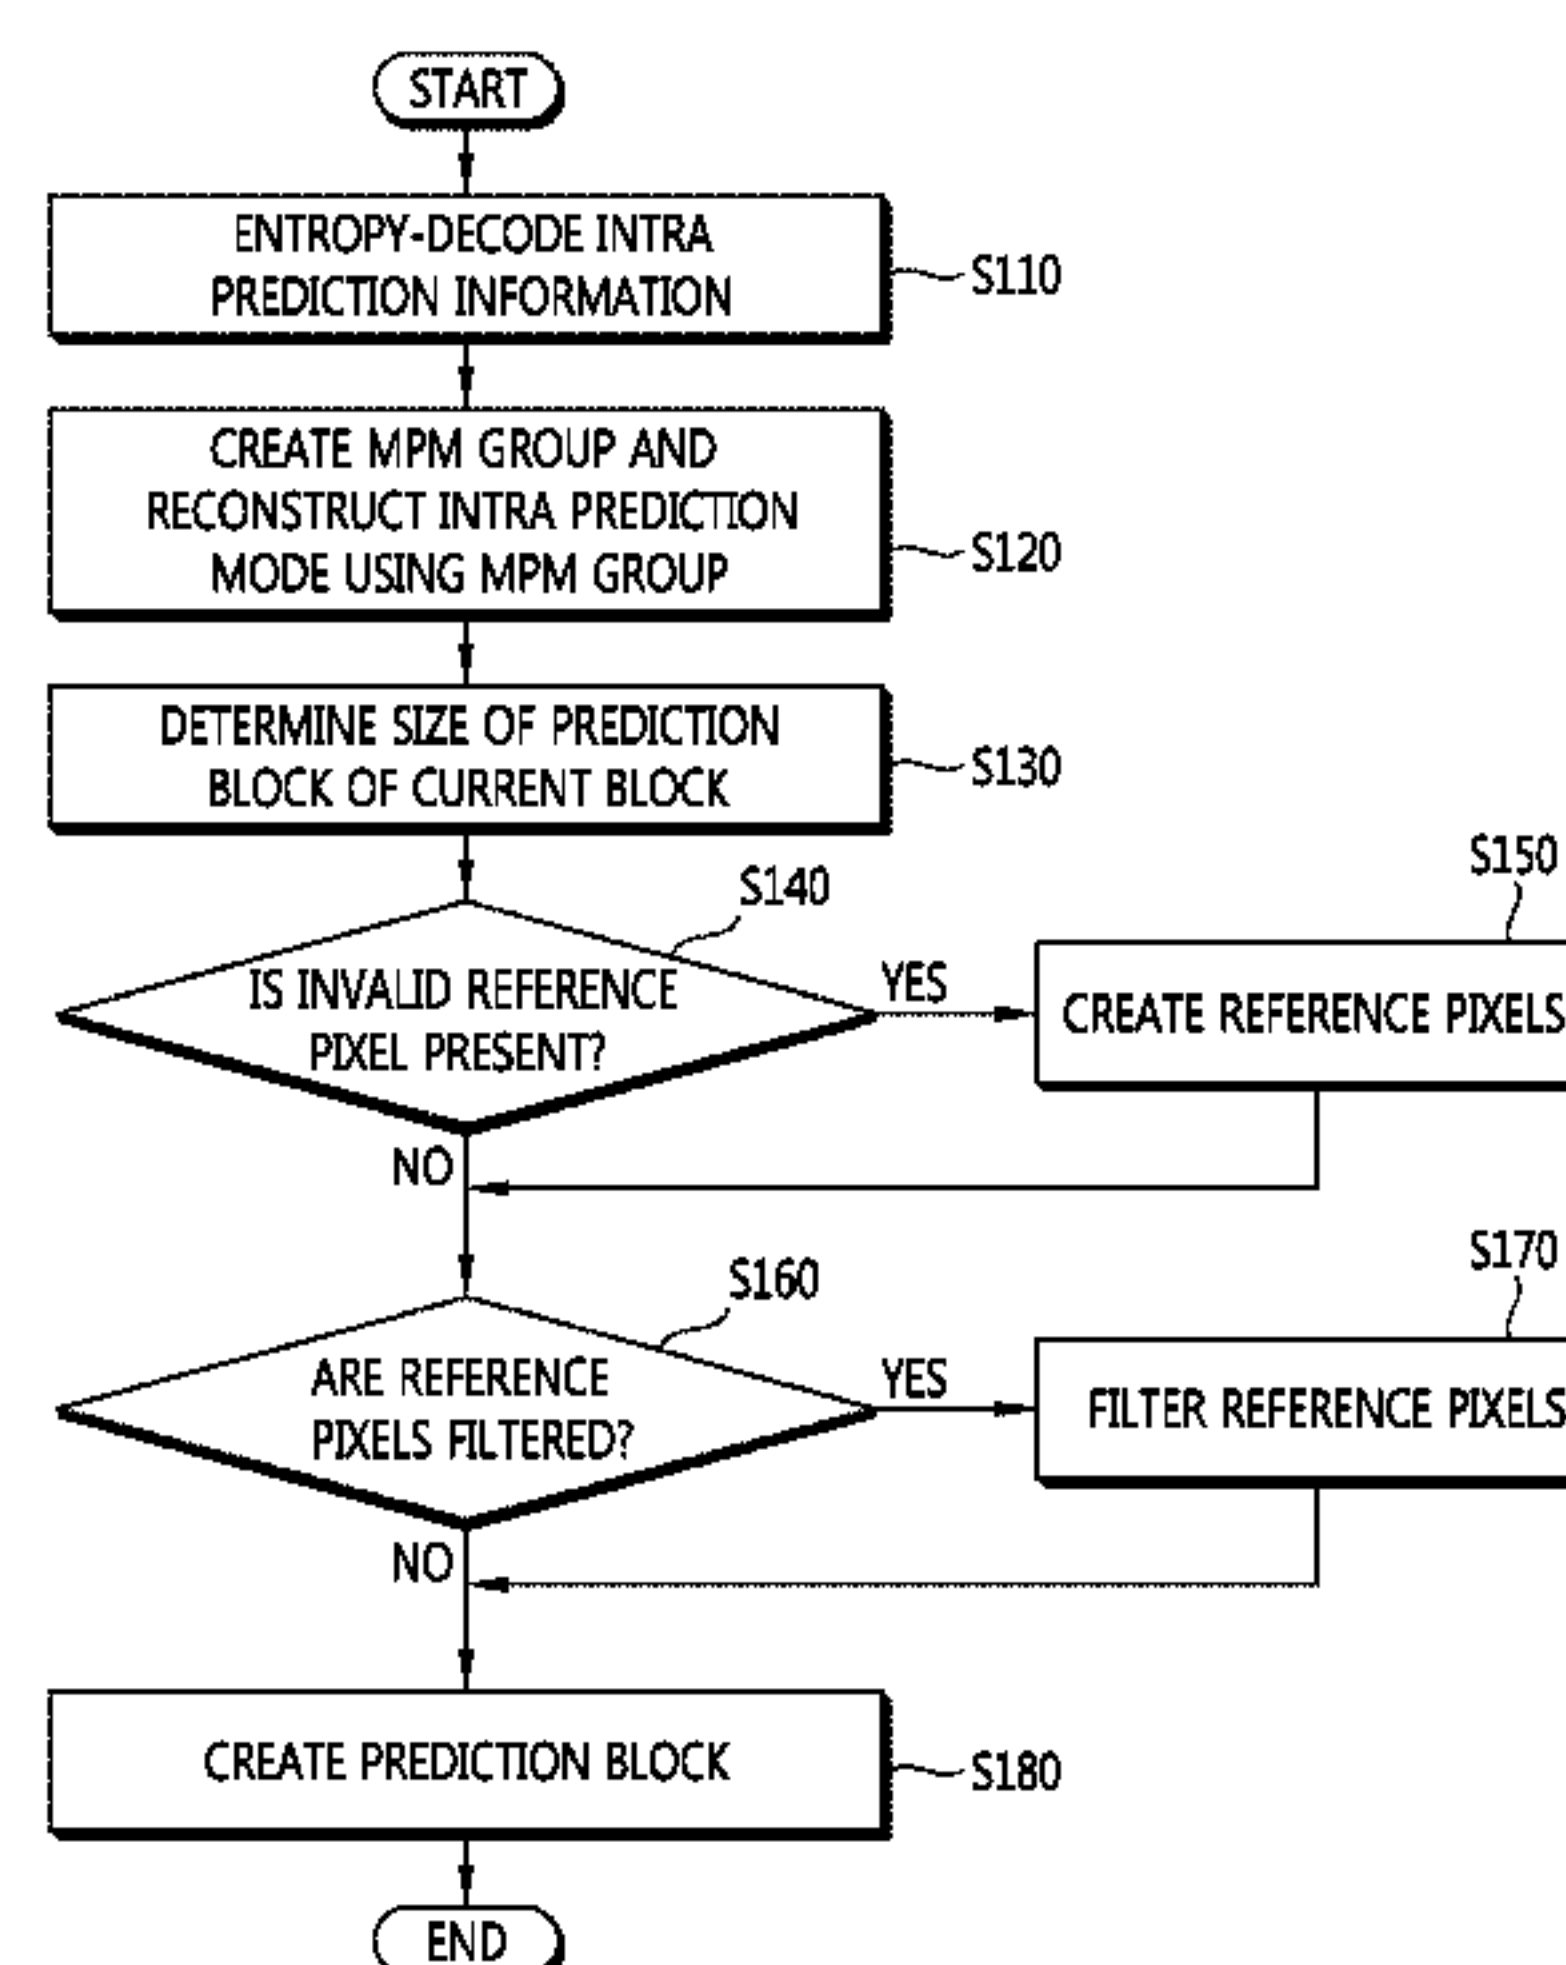 START
ENTROPY-DECODE INTRA
PREDICTION INFORMATION
S110
CREATE MPM GROUP AND
RECONSTRUCT INTRA PREDICTION
MODE USING MPM GROUP
S120
DETERMINE SIZE OF PREDICTION
BLOCK OF CURRENT BLOCK
S130
S140
IS INVALID REFERENCE
PIXEL PRESENT?
YES
S150
CREATE REFERENCE PIXELS
NO
S160
ARE REFERENCE
PIXELS FILTERED?
YES
S170
FILTER REFERENCE PIXELS
NO
CREATE PREDICTION BLOCK
S180
END